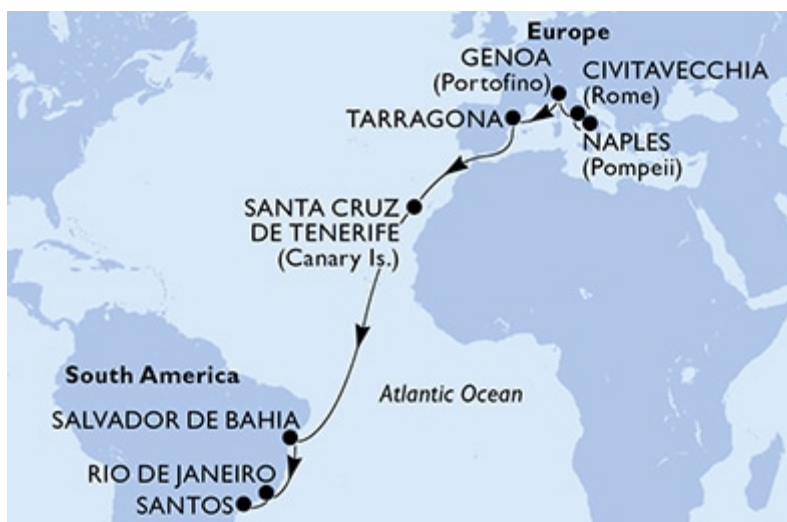 Europe
GENOA
(Portofino)
CIVITAVECCHIA
(Rome)
TARRAGONA
NAPLES
(Pompeii)
SANTA CRUZ
DE TENERIFE
(Canary Is.)
South America
Atlantic Ocean
SALVADOR DE BAHIA
RIO DE JANEIRO
SANTOS